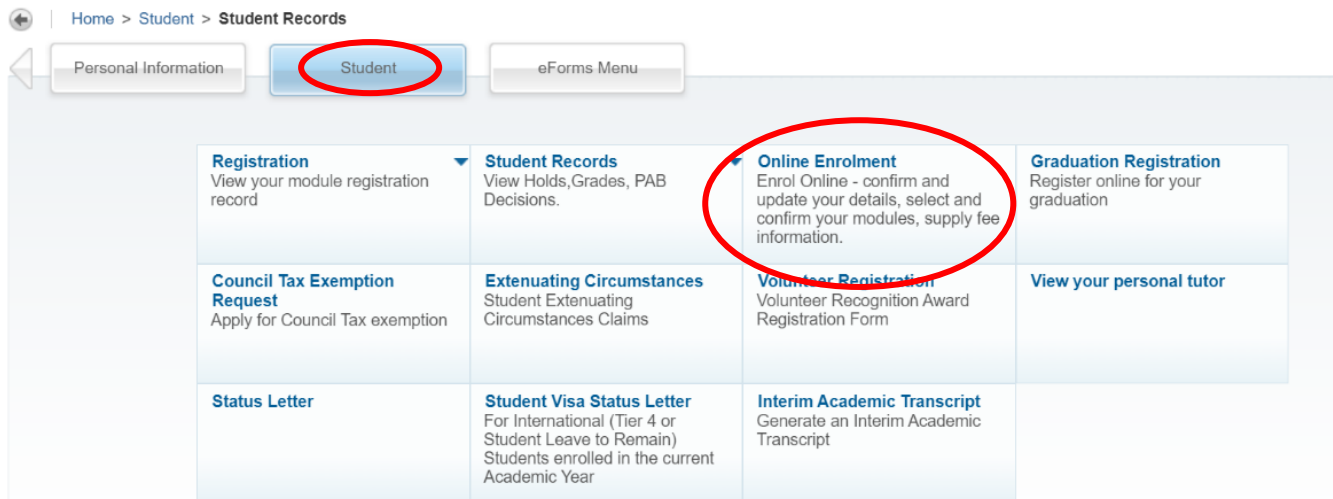 Home > Student > Student Records
Personal Information
Student
eForms Menu
Registration
View your module registration
record
Student Records
View Holds,Grades, PAB
Decisions.
Online Enrolment
Enrol Online - confirm and
update your details, select and
confirm your modules, supply fee
information.
Graduation Registration
Register online for your
graduation
Council Tax Exemption
Request
Apply for Council Tax exemption
Extenuating Circumstances
Student Extenuating
Circumstances Claims
Volunteer Registration
Volunteer Recognition Award
Registration Form
View your personal tutor
Status Letter
Student Visa Status Letter
For International (Tier 4 or
Student Leave to Remain)
Students enrolled in the current
Academic Year
Interim Academic Transcript
Generate an Interim Academic
Transcript